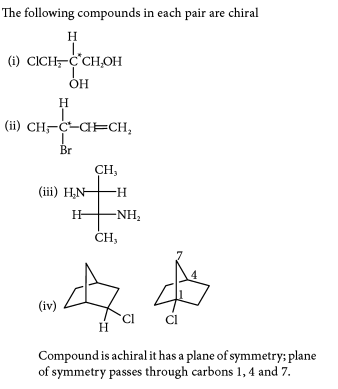 The following compounds in each pair are chiral
H
(i) ClCH₂–C*CH₂OH
OH
H
(ii) CH₃–C*–CH=CH₂
Br
CH₃
(iii) H₂N H
H NH₂
CH₃
7
4
1
(iv) H Cl Cl
Compound is achiral it has a plane of symmetry; plane
of symmetry passes through carbons 1, 4 and 7.